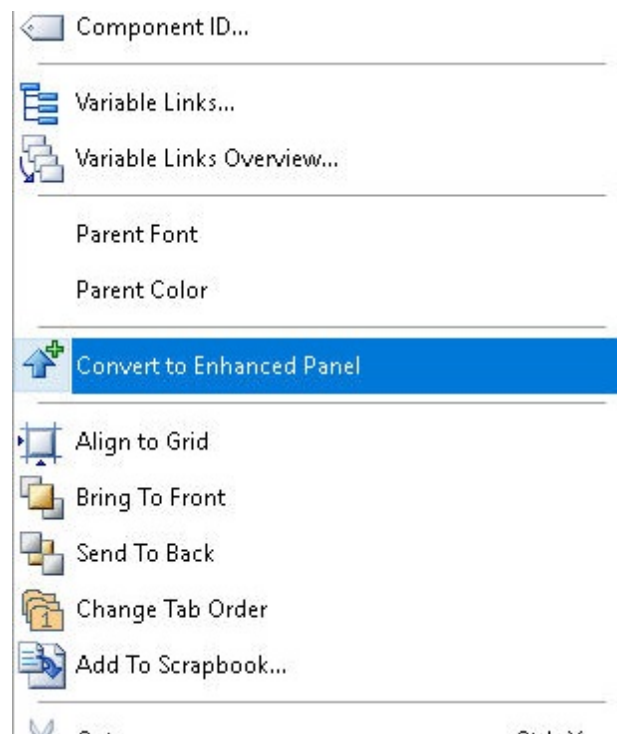 Component ID...
Variable Links...
Variable Links Overview...
Parent Font
Parent Color
Convert to Enhanced Panel
Align to Grid
Bring To Front
Send To Back
1
Change Tab Order
Add To Scrapbook...